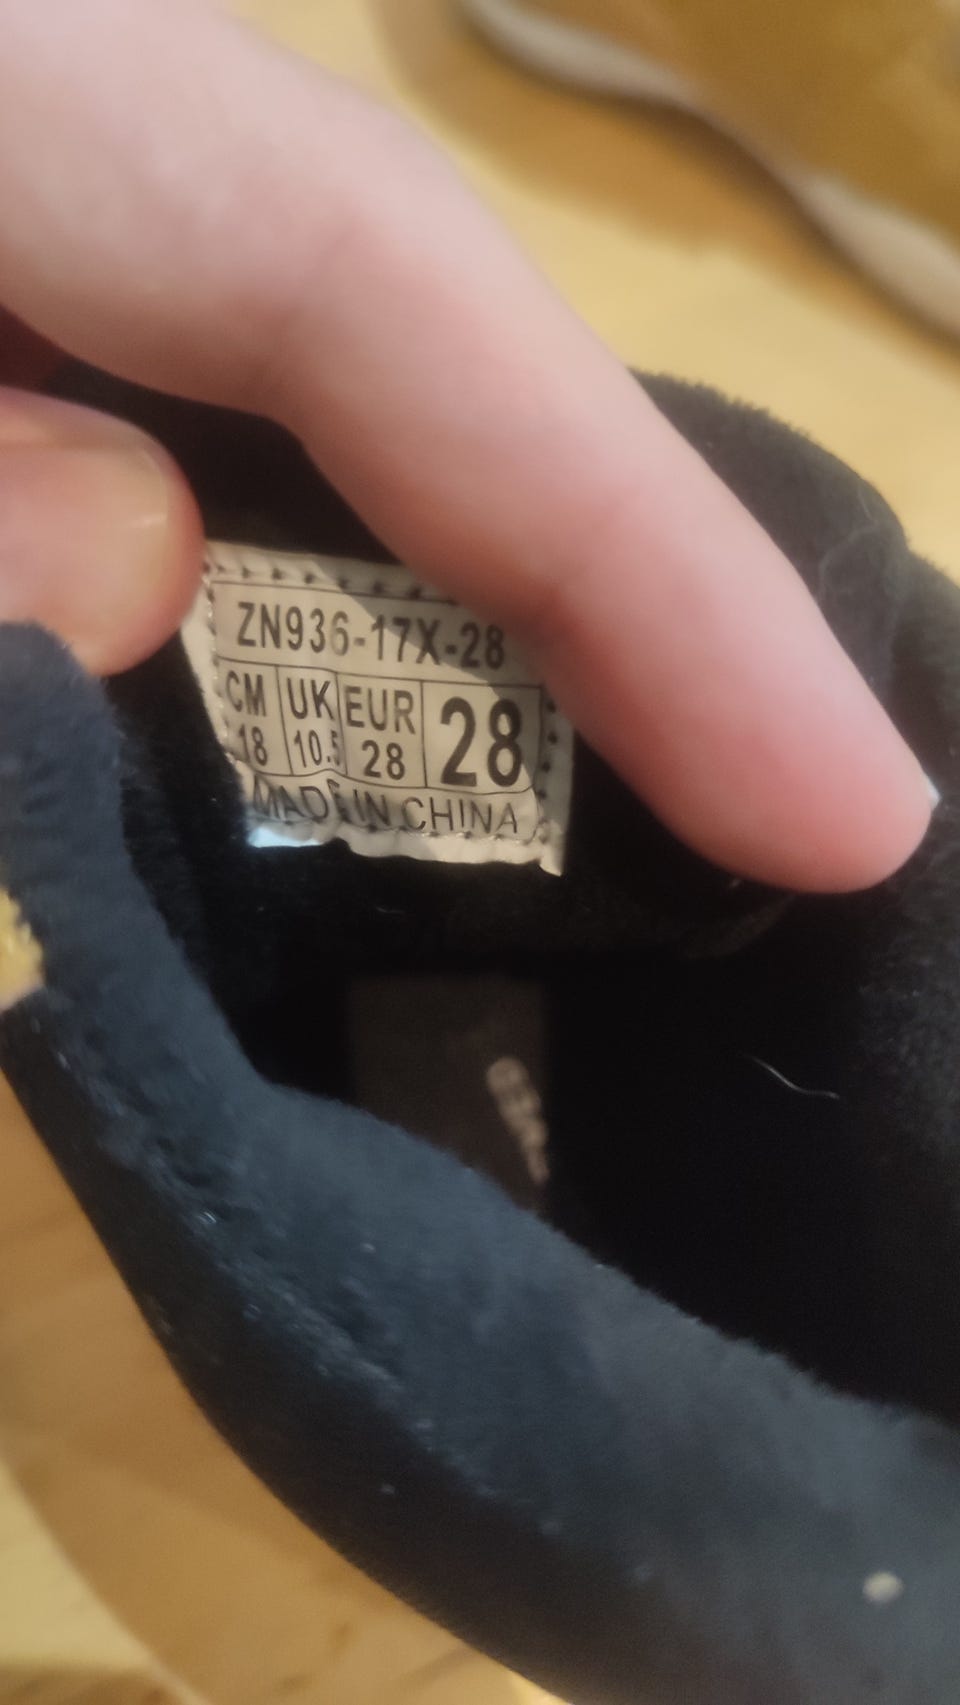 ZN936-17X-28
CM UK EUR 28
18 10.5 28
MADE IN CHINA